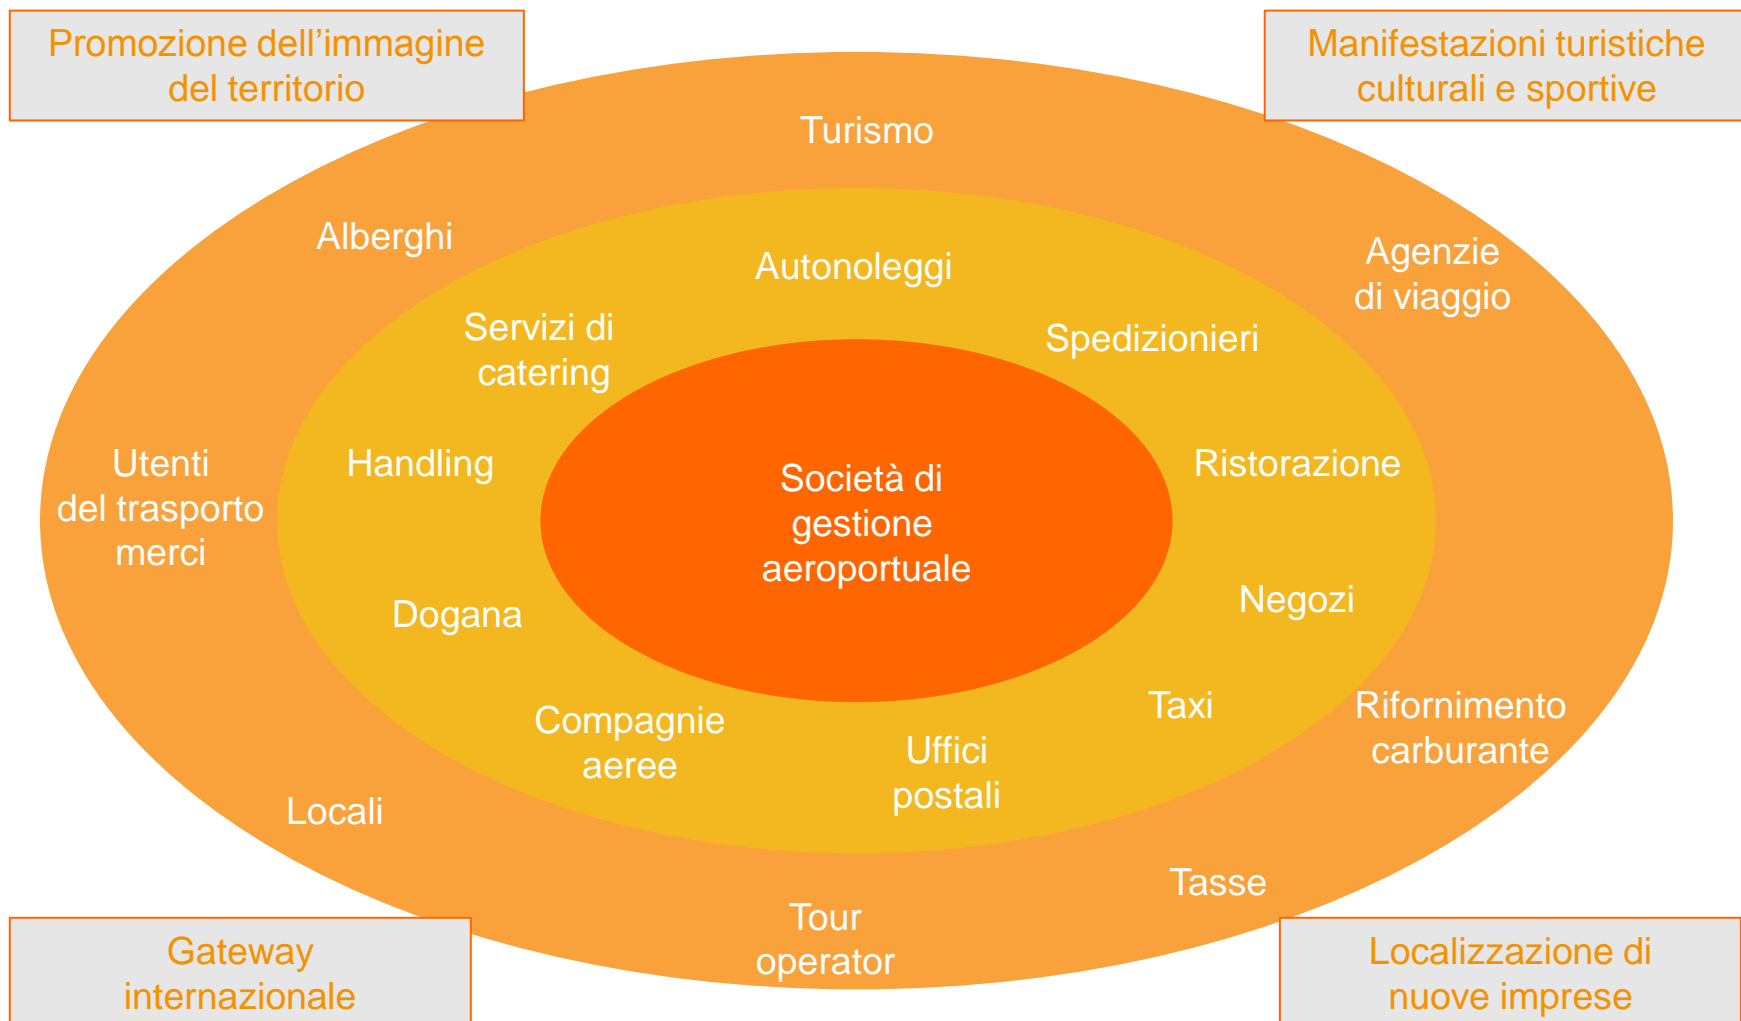 Promozione dell’immagine
del territorio
Manifestazioni turistiche
culturali e sportive
Turismo
Alberghi
Agenzie
di viaggio
Autonoleggi
Servizi di
catering
Spedizionieri
Utenti
del trasporto
merci
Handling
Società di
gestione
aeroportuale
Ristorazione
Dogana
Negozi
Compagnie
aeree
Uffici
postali
Taxi
Rifornimento
carburante
Locali
Tasse
Tour
operator
Gateway
internazionale
Localizzazione di
nuove imprese